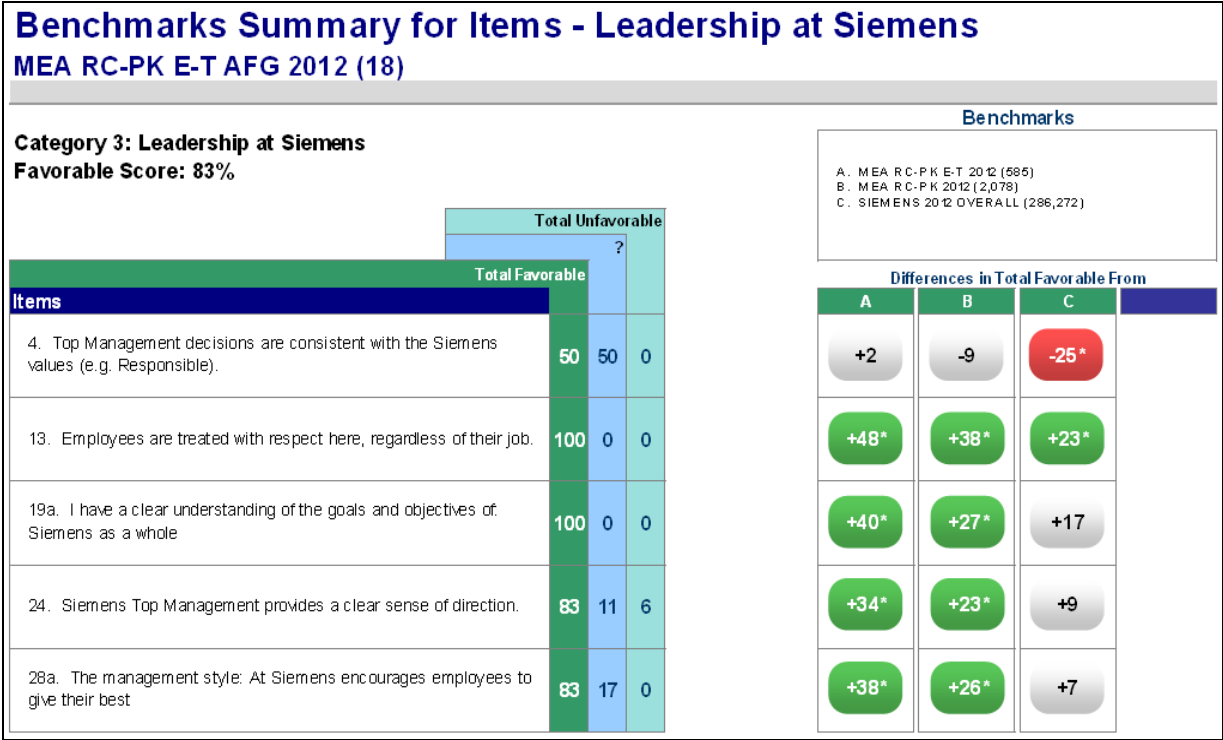 Benchmarks Summary for Items - Leadership at Siemens
MEA RC-PK E-T AFG 2012 (18)
Benchmarks
Category 3: Leadership at Siemens
Favorable Score: 83%
A. MEA RC-PK E-T 2012 (585)
B. MEA RC-PK 2012 (2,078)
C. SIEMENS 2012 OVERALL (286,272)
Total Unfavorable
?
Total Favorable
Differences in Total Favorable From
Items
A B C
4. Top Management decisions are consistent with the Siemens
values (e.g. Responsible).
50 50 0 +2 -9 -25*
13. Employees are treated with respect here, regardless of their job.
100 0 0 +48* +38* +23*
19a. I have a clear understanding of the goals and objectives of:
Siemens as a whole
100 0 0 +40* +27* +17
24. Siemens Top Management provides a clear sense of direction.
83 11 6 +34* +23* +9
28a. The management style: At Siemens encourages employees to
give their best
83 17 0 +38* +26* +7